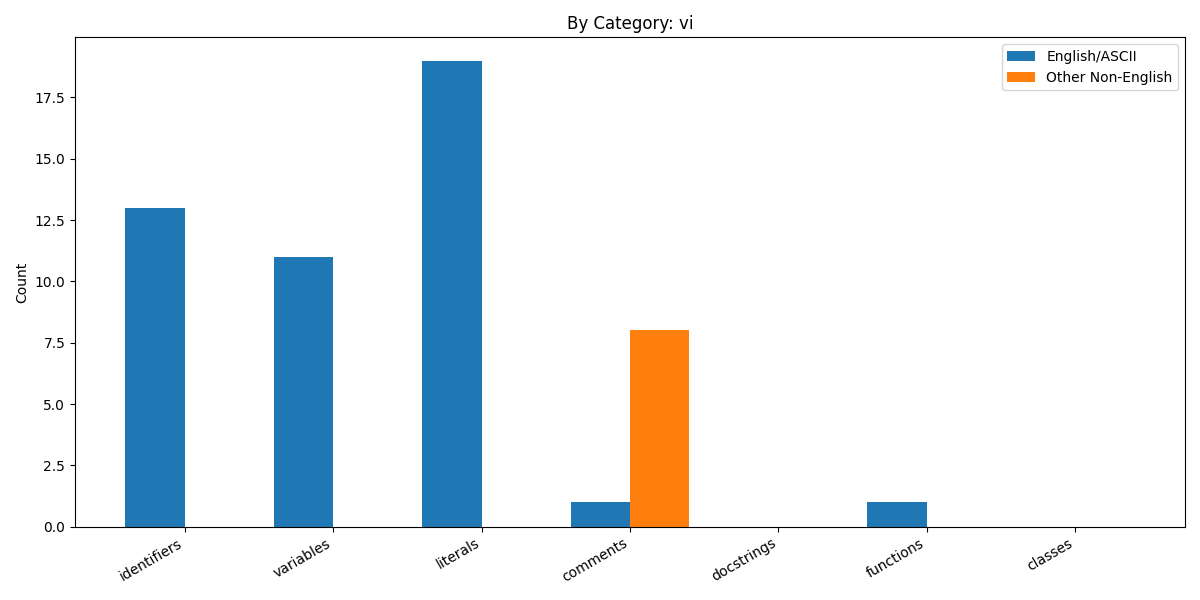 By Category: vi
English/ASCII
Other Non-English
Count
17.5
15.0
12.5
10.0
7.5
5.0
2.5
0.0
identifiers
variables
literals
comments
docstrings
functions
classes